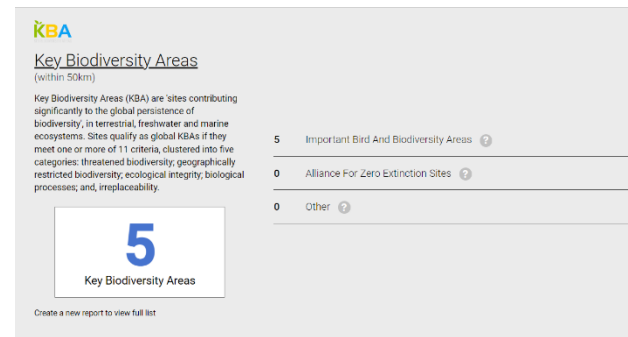 KBA
Key Biodiversity Areas
(within 50km)
Key Biodiversity Areas (KBA) are 'sites contributing
significantly to the global persistence of
biodiversity', in terrestrial, freshwater and marine
ecosystems. Sites qualify as global KBAs if they
meet one or more of 11 criteria, clustered into five
categories: threatened biodiversity; geographically
restricted biodiversity; ecological integrity; biological
processes; and, irreplaceability.
5
Key Biodiversity Areas
Create a new report to view full list
5 Important Bird And Biodiversity Areas ?
0 Alliance For Zero Extinction Sites ?
0 Other ?